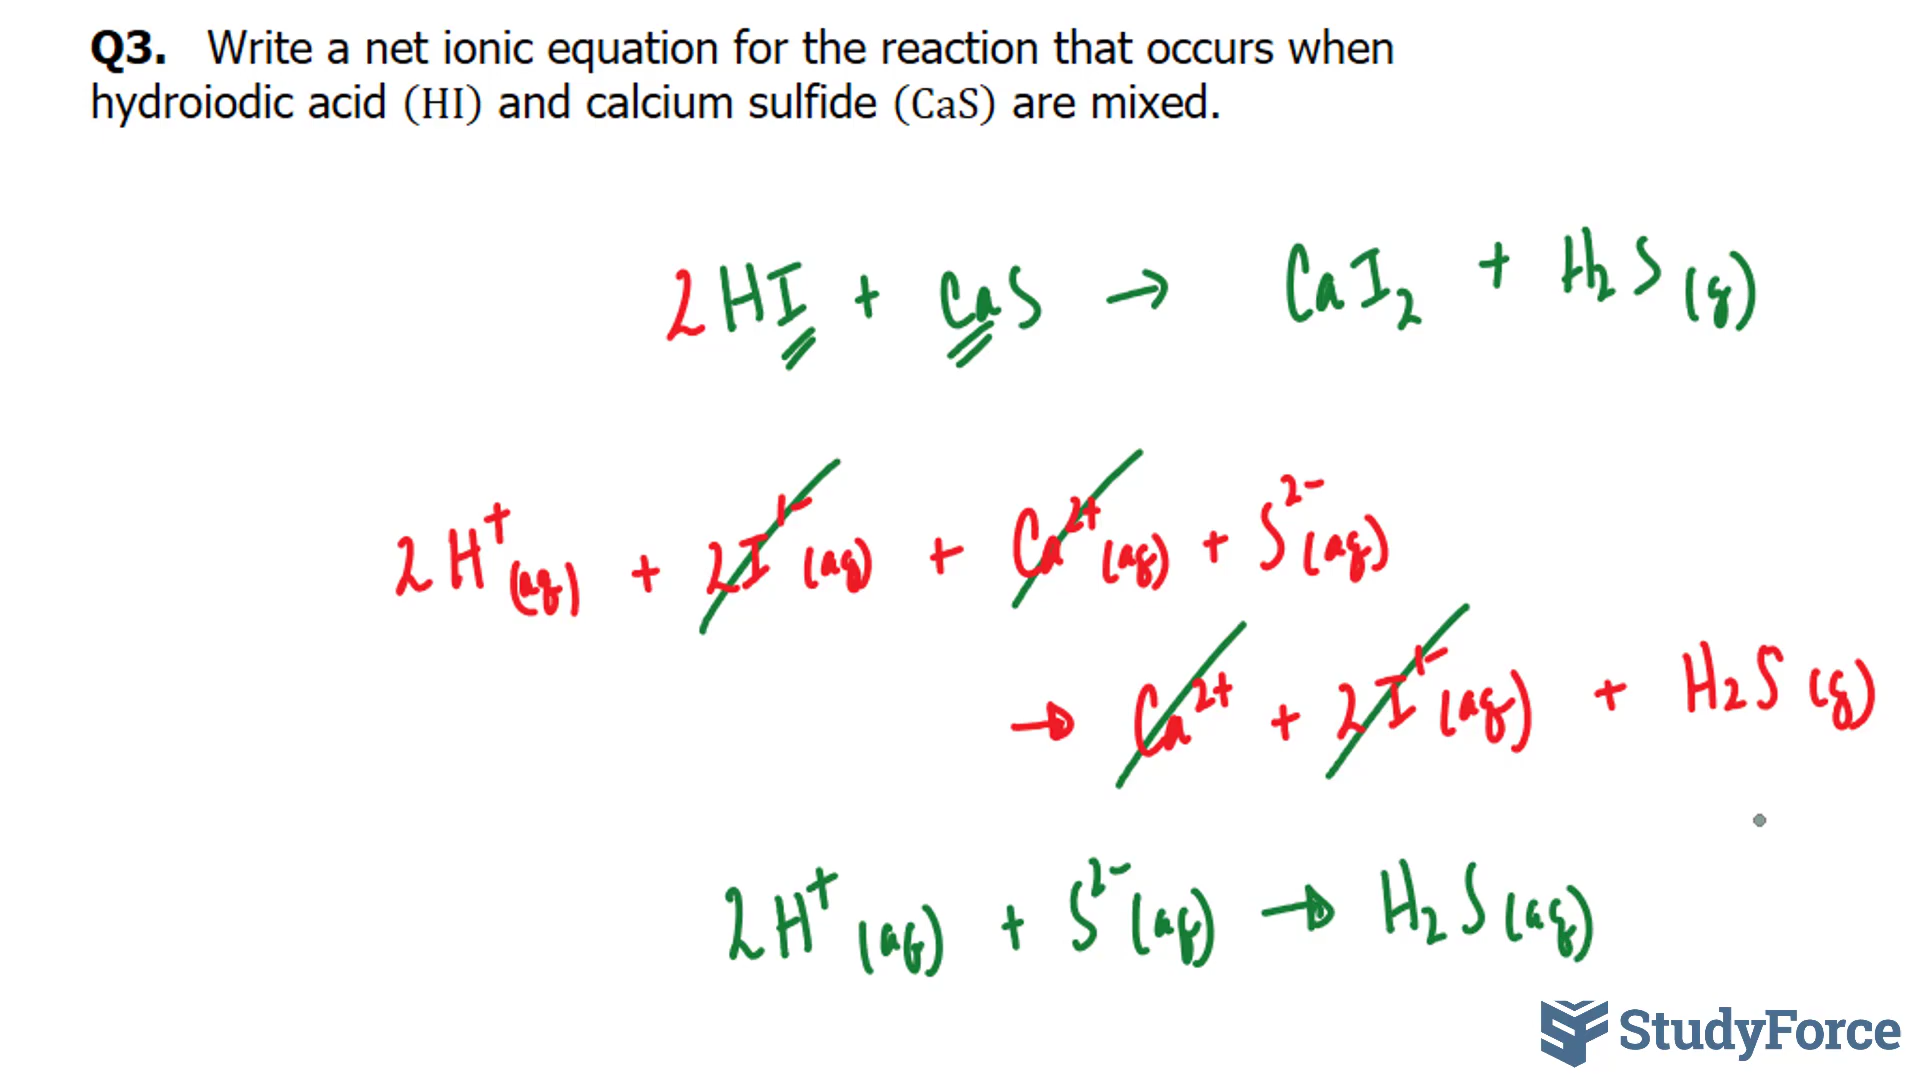 Q3. Write a net ionic equation for the reaction that occurs when
hydroiodic acid (HI) and calcium sulfide (CaS) are mixed.
2HI + CaS → CaI₂ + H₂S (g)
2H⁺(aq) + 2I¹⁻(aq) + Ca²⁺(aq) + S²⁻(aq)
→ Ca²⁺ + 2I¹⁻(aq) + H₂S (g)
2H⁺(aq) + S²⁻(aq) → H₂S(aq)
StudyForce